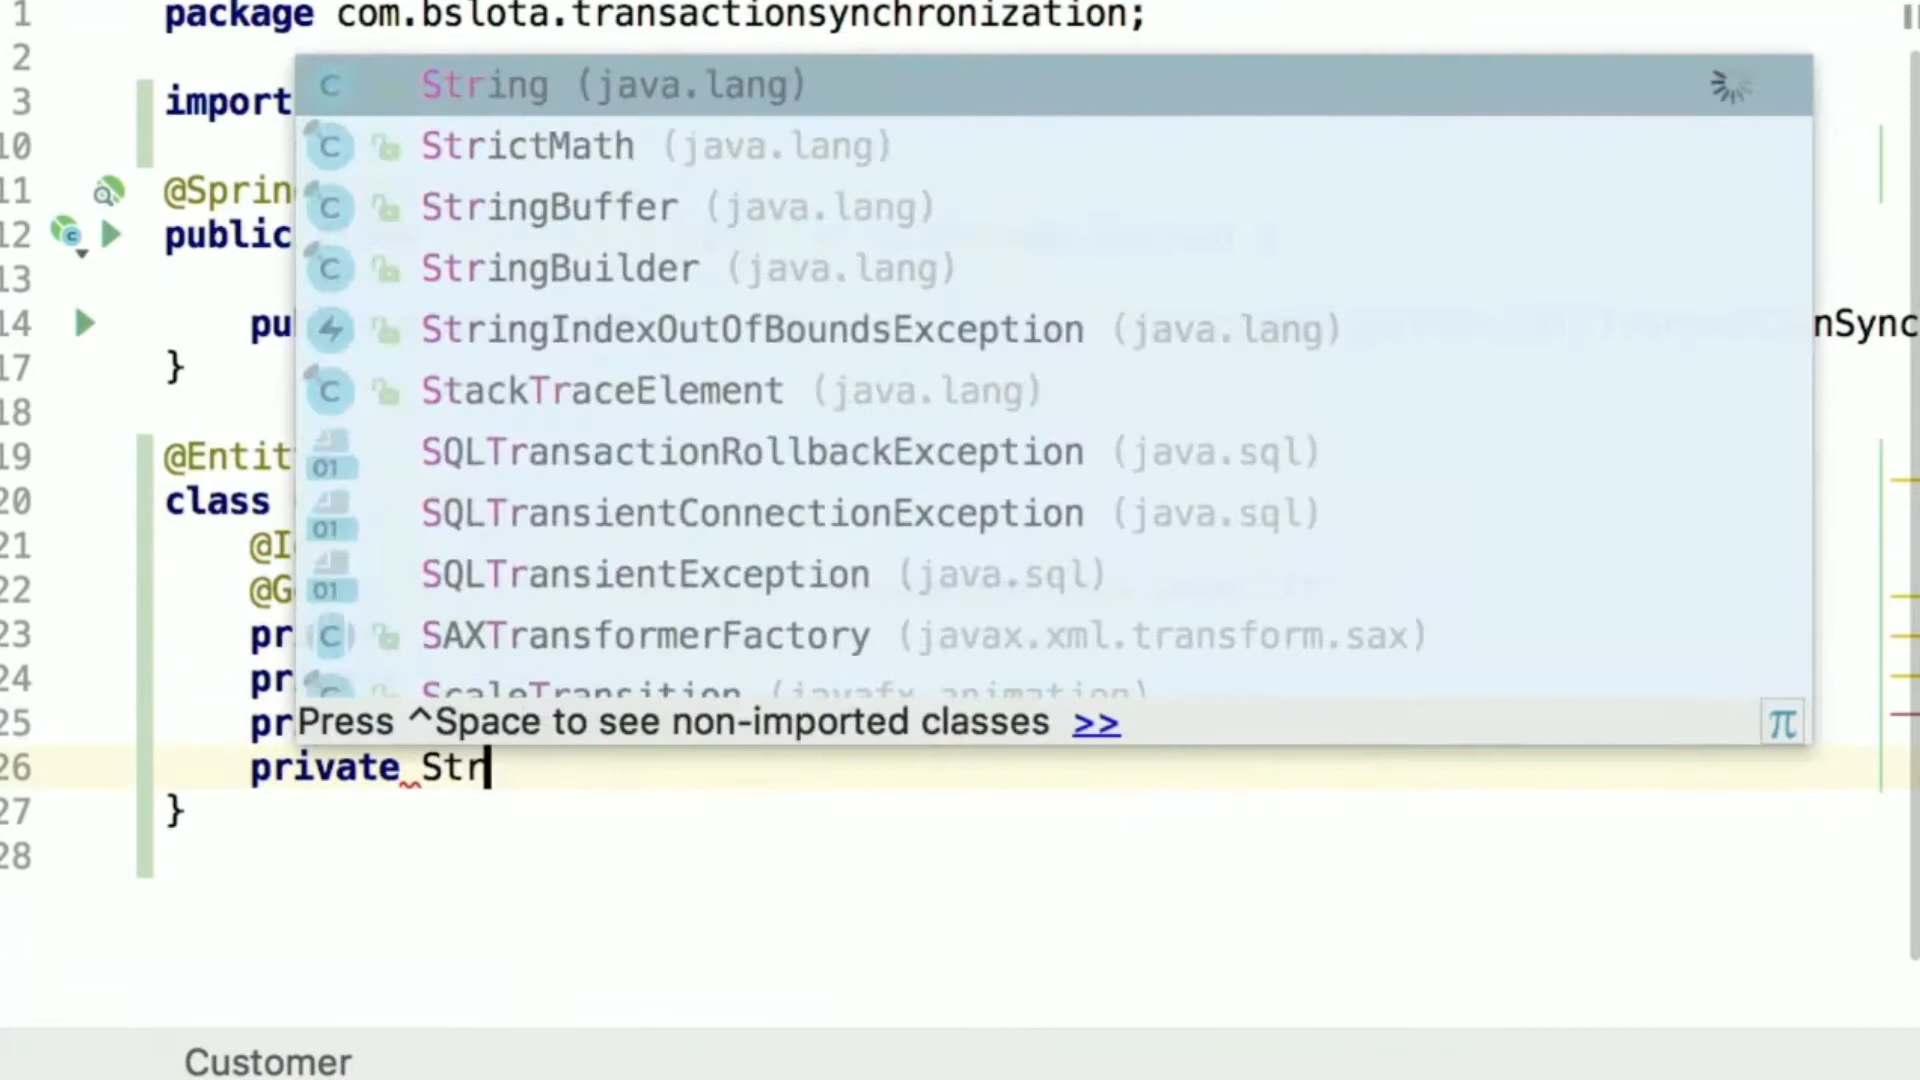 1 package com.bslota.transactionsynchronization;
2
3 import
10
11 @Sprin
12 public
13
14 pu nSync
17 }
18
19 @Entit
20 class
21 @I
22 @G
23 pr
24 pr
25 pr
26 private Str
27 }
28
String (java.lang)
StrictMath (java.lang)
StringBuffer (java.lang)
StringBuilder (java.lang)
StringIndexOutOfBoundsException (java.lang)
StackTraceElement (java.lang)
SQLTransactionRollbackException (java.sql)
SQLTransientConnectionException (java.sql)
SQLTransientException (java.sql)
SAXTransformerFactory (javax.xml.transform.sax)
ScaleTransition (javafx.animation)
Press ^Space to see non-imported classes >> π
Customer